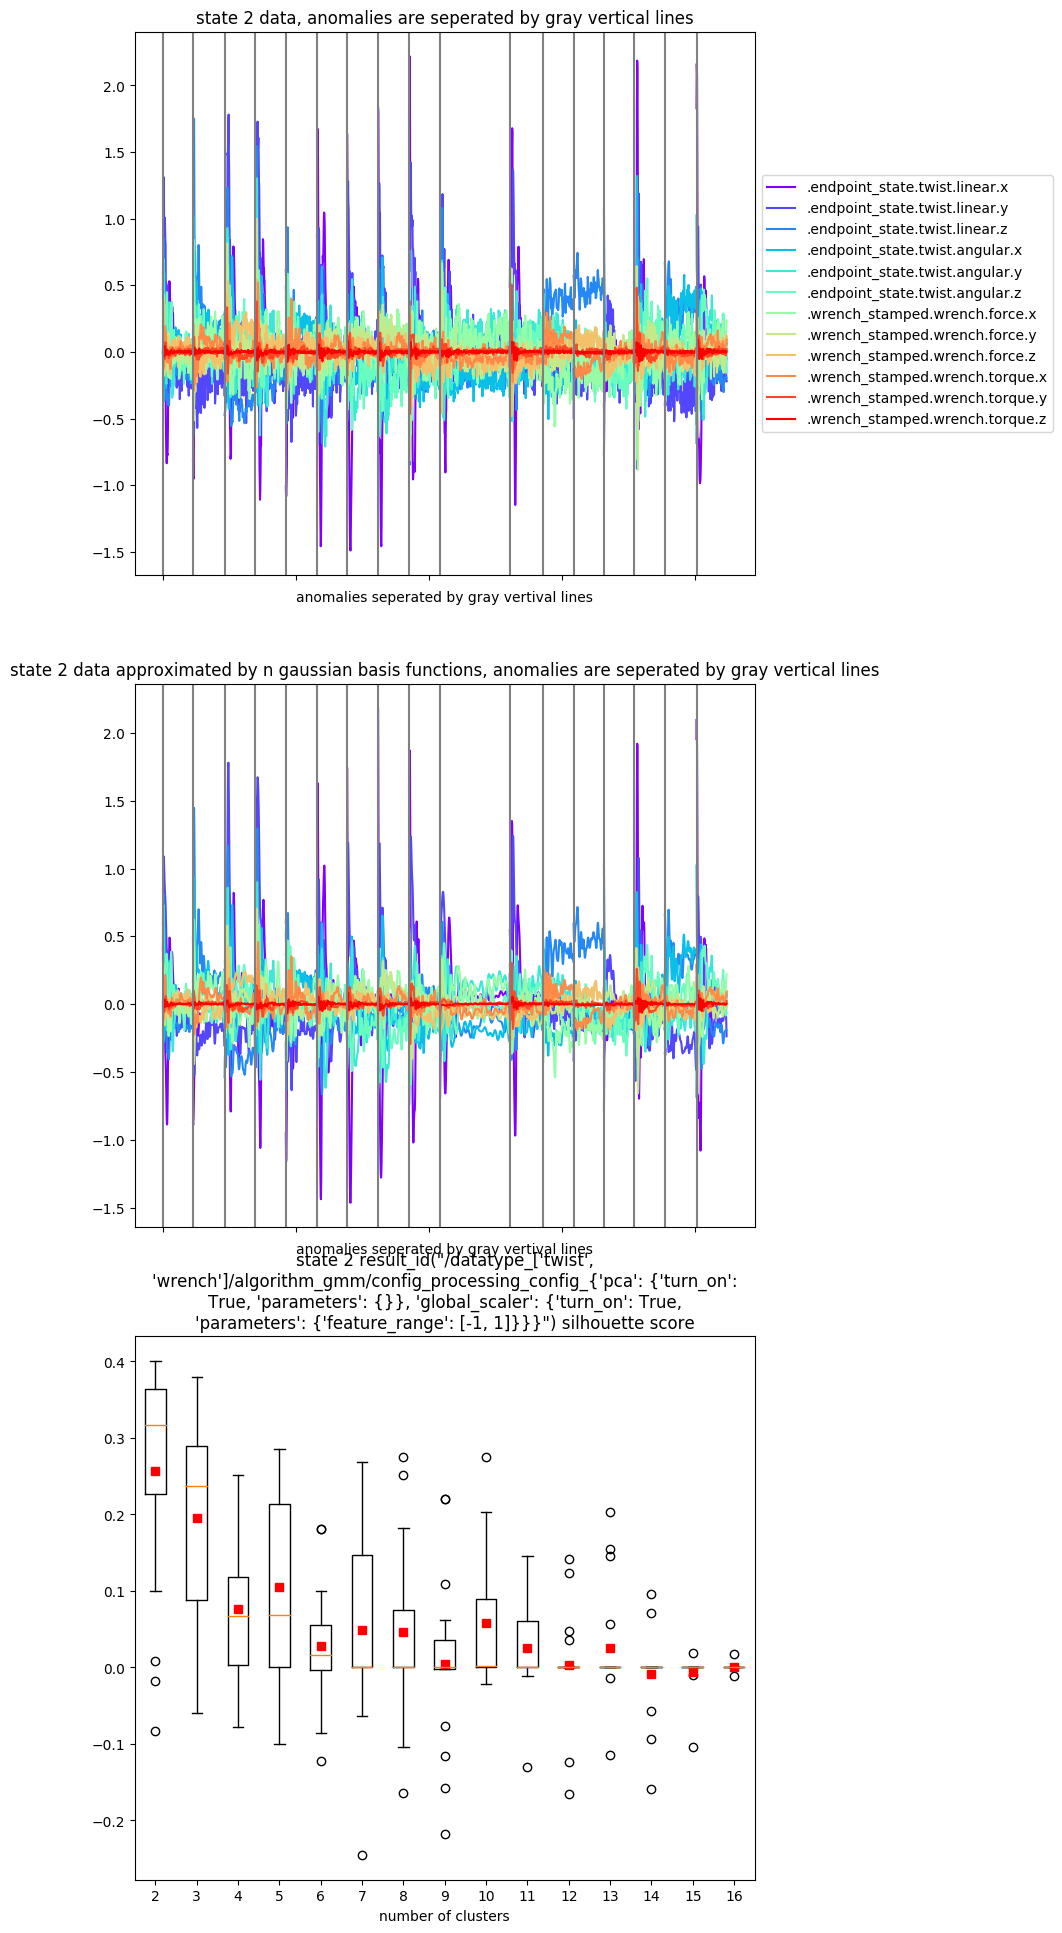 state 2 data, anomalies are seperated by gray vertical lines
2.0
1.5
1.0
0.5
0.0
−0.5
−1.0
−1.5
anomalies seperated by gray vertival lines
.endpoint_state.twist.linear.x
.endpoint_state.twist.linear.y
.endpoint_state.twist.linear.z
.endpoint_state.twist.angular.x
.endpoint_state.twist.angular.y
.endpoint_state.twist.angular.z
.wrench_stamped.wrench.force.x
.wrench_stamped.wrench.force.y
.wrench_stamped.wrench.force.z
.wrench_stamped.wrench.torque.x
.wrench_stamped.wrench.torque.y
.wrench_stamped.wrench.torque.z
state 2 data approximated by n gaussian basis functions, anomalies are seperated by gray vertical lines
2.0
1.5
1.0
0.5
0.0
−0.5
−1.0
−1.5
anomalies seperated by gray vertival lines
state 2 result_id("/datatype_['twist',
'wrench']/algorithm_gmm/config_processing_config_{'pca': {'turn_on':
True, 'parameters': {}}, 'global_scaler': {'turn_on': True,
'parameters': {'feature_range': [-1, 1]}}}") silhouette score
0.4
0.3
0.2
0.1
0.0
−0.1
−0.2
2 3 4 5 6 7 8 9 10 11 12 13 14 15 16
number of clusters